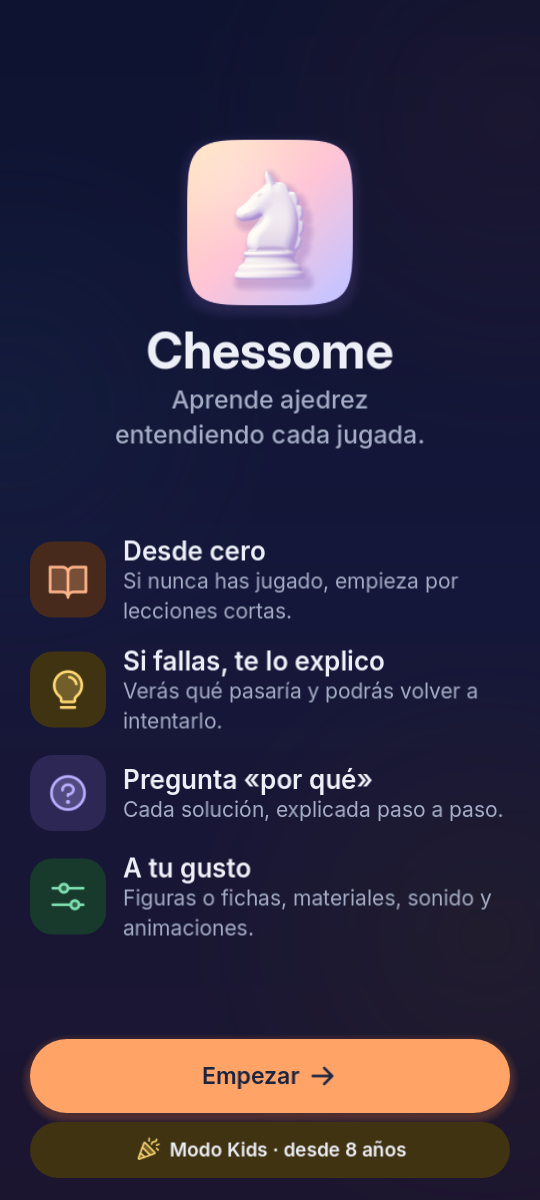 Chessome
Aprende ajedrez
entendiendo cada jugada.
Desde cero
Si nunca has jugado, empieza por
lecciones cortas.
Si fallas, te lo explico
Verás qué pasaría y podrás volver a
intentarlo.
Pregunta «por qué»
Cada solución, explicada paso a paso.
A tu gusto
Figuras o fichas, materiales, sonido y
animaciones.
Empezar →
Modo Kids · desde 8 años